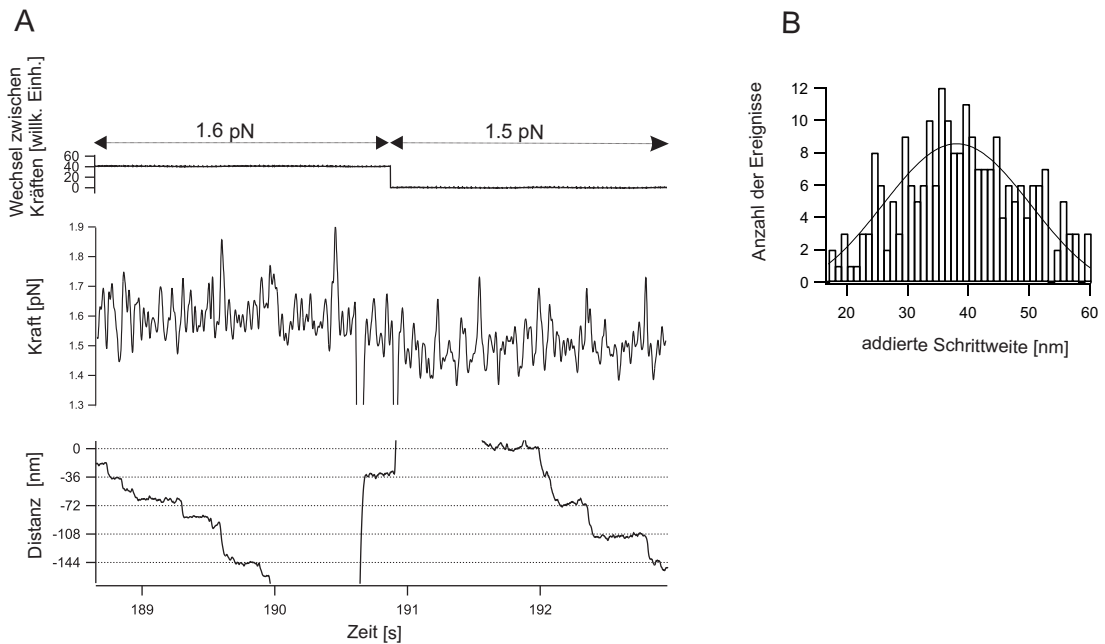 A
Wechsel zwischen
Kräften [willk. Einh.]
60
40
20
0
1.6 pN
1.5 pN
Kraft [pN]
1.9
1.8
1.7
1.6
1.5
1.4
1.3
Distanz [nm]
0
-36
-72
-108
-144
189
190
191
192
Zeit [s]
B
Anzahl der Ereignisse
12
10
8
6
4
2
0
20
30
40
50
60
addierte Schrittweite [nm]